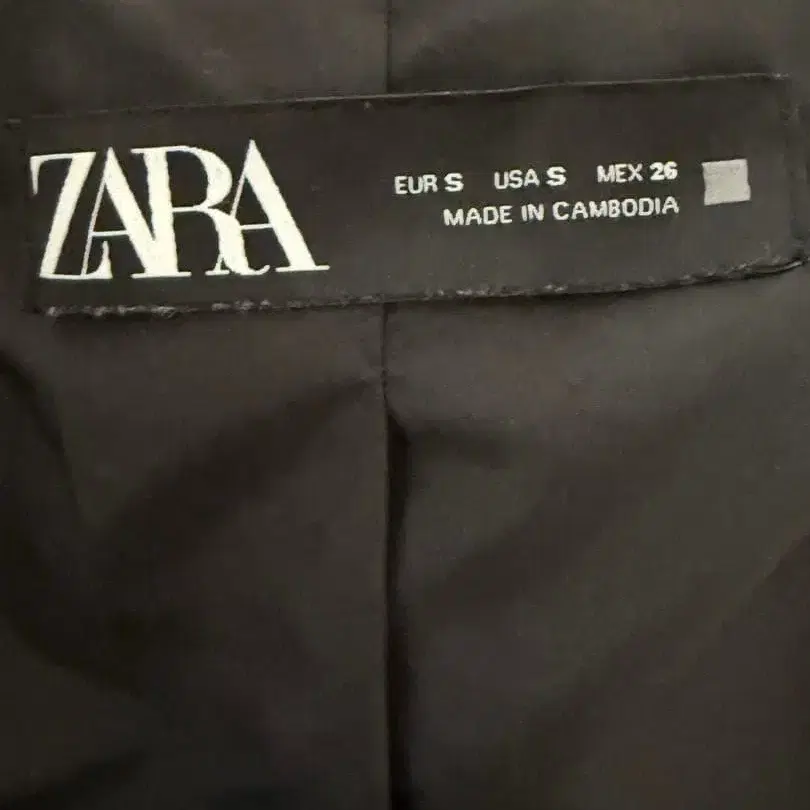 ZARA
EUR S USA S MEX 26
MADE IN CAMBODIA